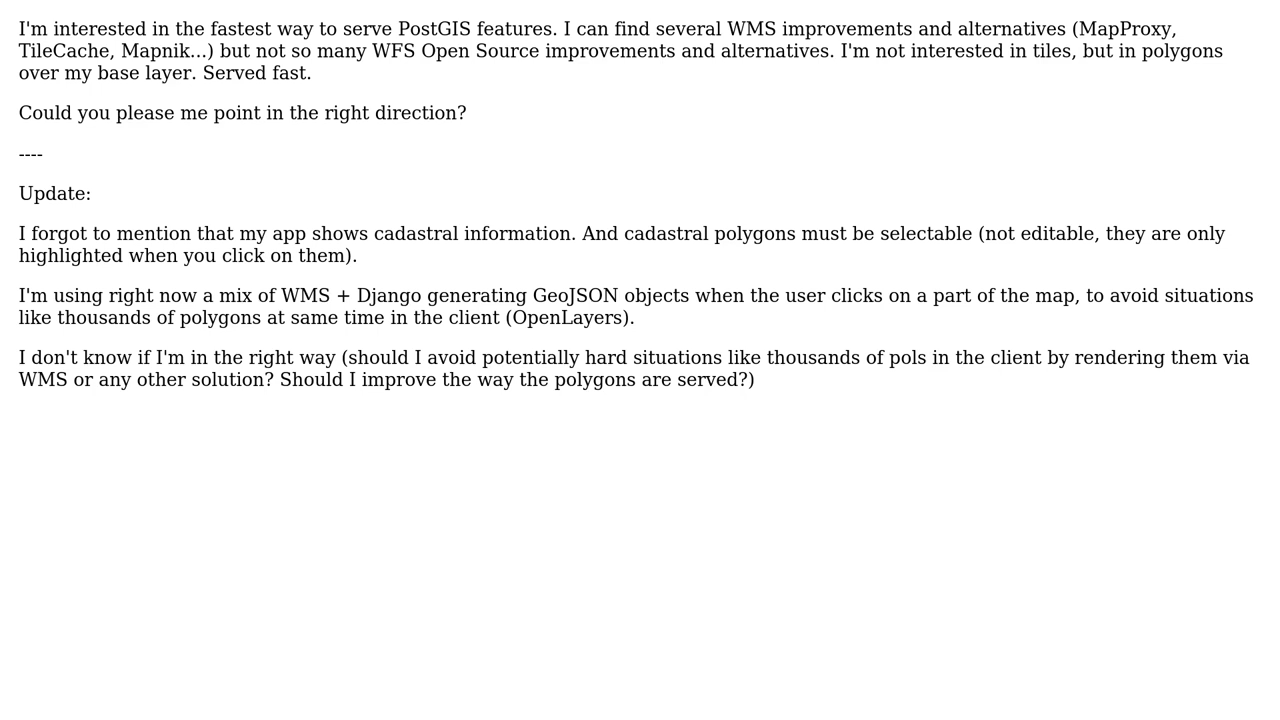 I'm interested in the fastest way to serve PostGIS features. I can find several WMS improvements and alternatives (MapProxy,
TileCache, Mapnik...) but not so many WFS Open Source improvements and alternatives. I'm not interested in tiles, but in polygons
over my base layer. Served fast.
Could you please me point in the right direction?
----
Update:
I forgot to mention that my app shows cadastral information. And cadastral polygons must be selectable (not editable, they are only
highlighted when you click on them).
I'm using right now a mix of WMS + Django generating GeoJSON objects when the user clicks on a part of the map, to avoid situations
like thousands of polygons at same time in the client (OpenLayers).
I don't know if I'm in the right way (should I avoid potentially hard situations like thousands of pols in the client by rendering them via
WMS or any other solution? Should I improve the way the polygons are served?)